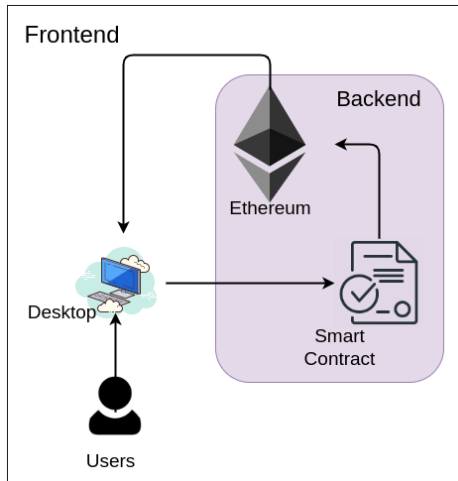 Frontend
Backend
Ethereum
Desktop
Smart
Contract
Users